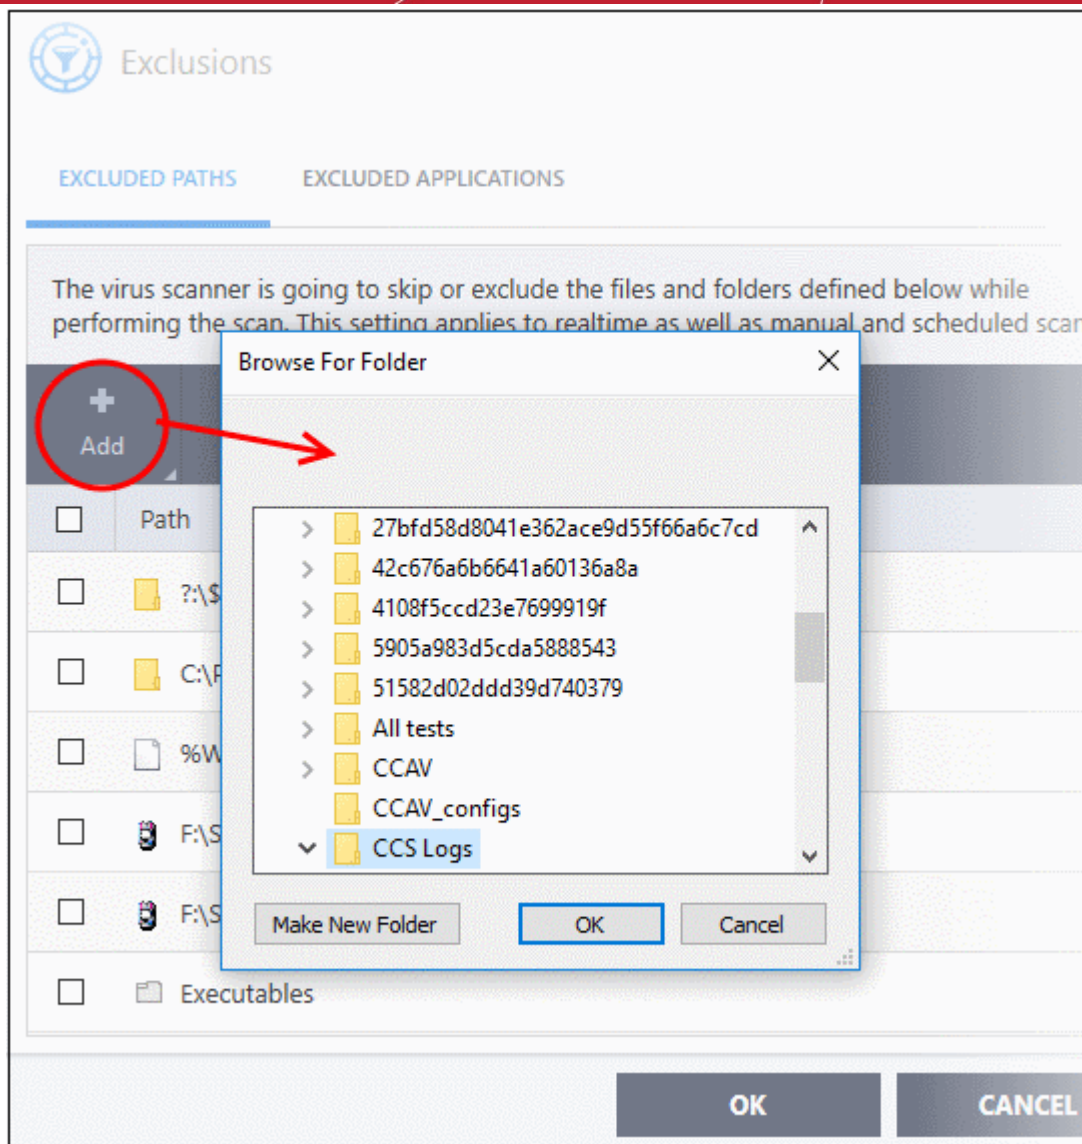 Exclusions
EXCLUDED PATHS EXCLUDED APPLICATIONS
The virus scanner is going to skip or exclude the files and folders defined below while
performing the scan. This setting applies to realtime as well as manual and scheduled scan
Browse For Folder
Add
Path
27bfd58d8041e362ace9d55f66a6c7cd
42c676a6b6641a60136a8a
4108f5ccd23e7699919f
?:\$
5905a983d5cda5888543
C:\P
51582d02ddd39d740379
All tests
%W
CCAV
CCAV_configs
F:\S
CCS Logs
F:\S
Make New Folder OK Cancel
Executables
OK CANCEL